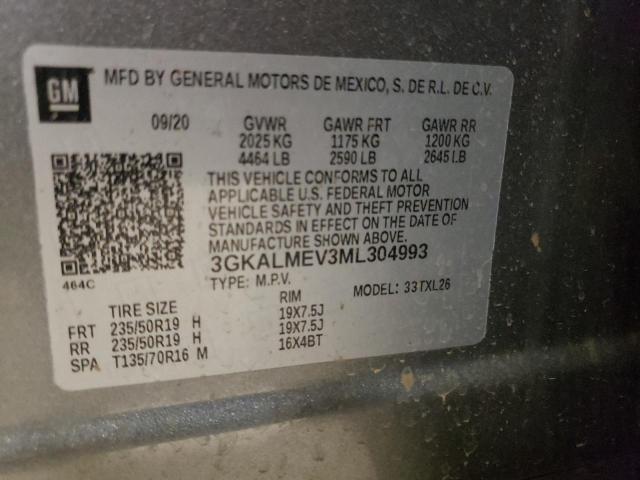 GM
MFD BY GENERAL MOTORS DE MEXICO, S. DE R.L. DE C.V.
09/20 GVWR GAWR FRT GAWR RR
2025 KG 1175 KG 1200 KG
4464 LB 2590 LB 2645 LB
THIS VEHICLE CONFORMS TO ALL
APPLICABLE U.S. FEDERAL MOTOR
VEHICLE SAFETY AND THEFT PREVENTION
STANDARDS IN EFFECT ON THE DATE OF
MANUFACTURE SHOWN ABOVE.
3GKALMEV3ML304993
464C
TYPE: M.P.V. MODEL: 33TXL26
TIRE SIZE RIM
FRT 235/50R19 H 19X7.5J
RR 235/50R19 H 19X7.5J
SPA T135/70R16 M 16X4BT